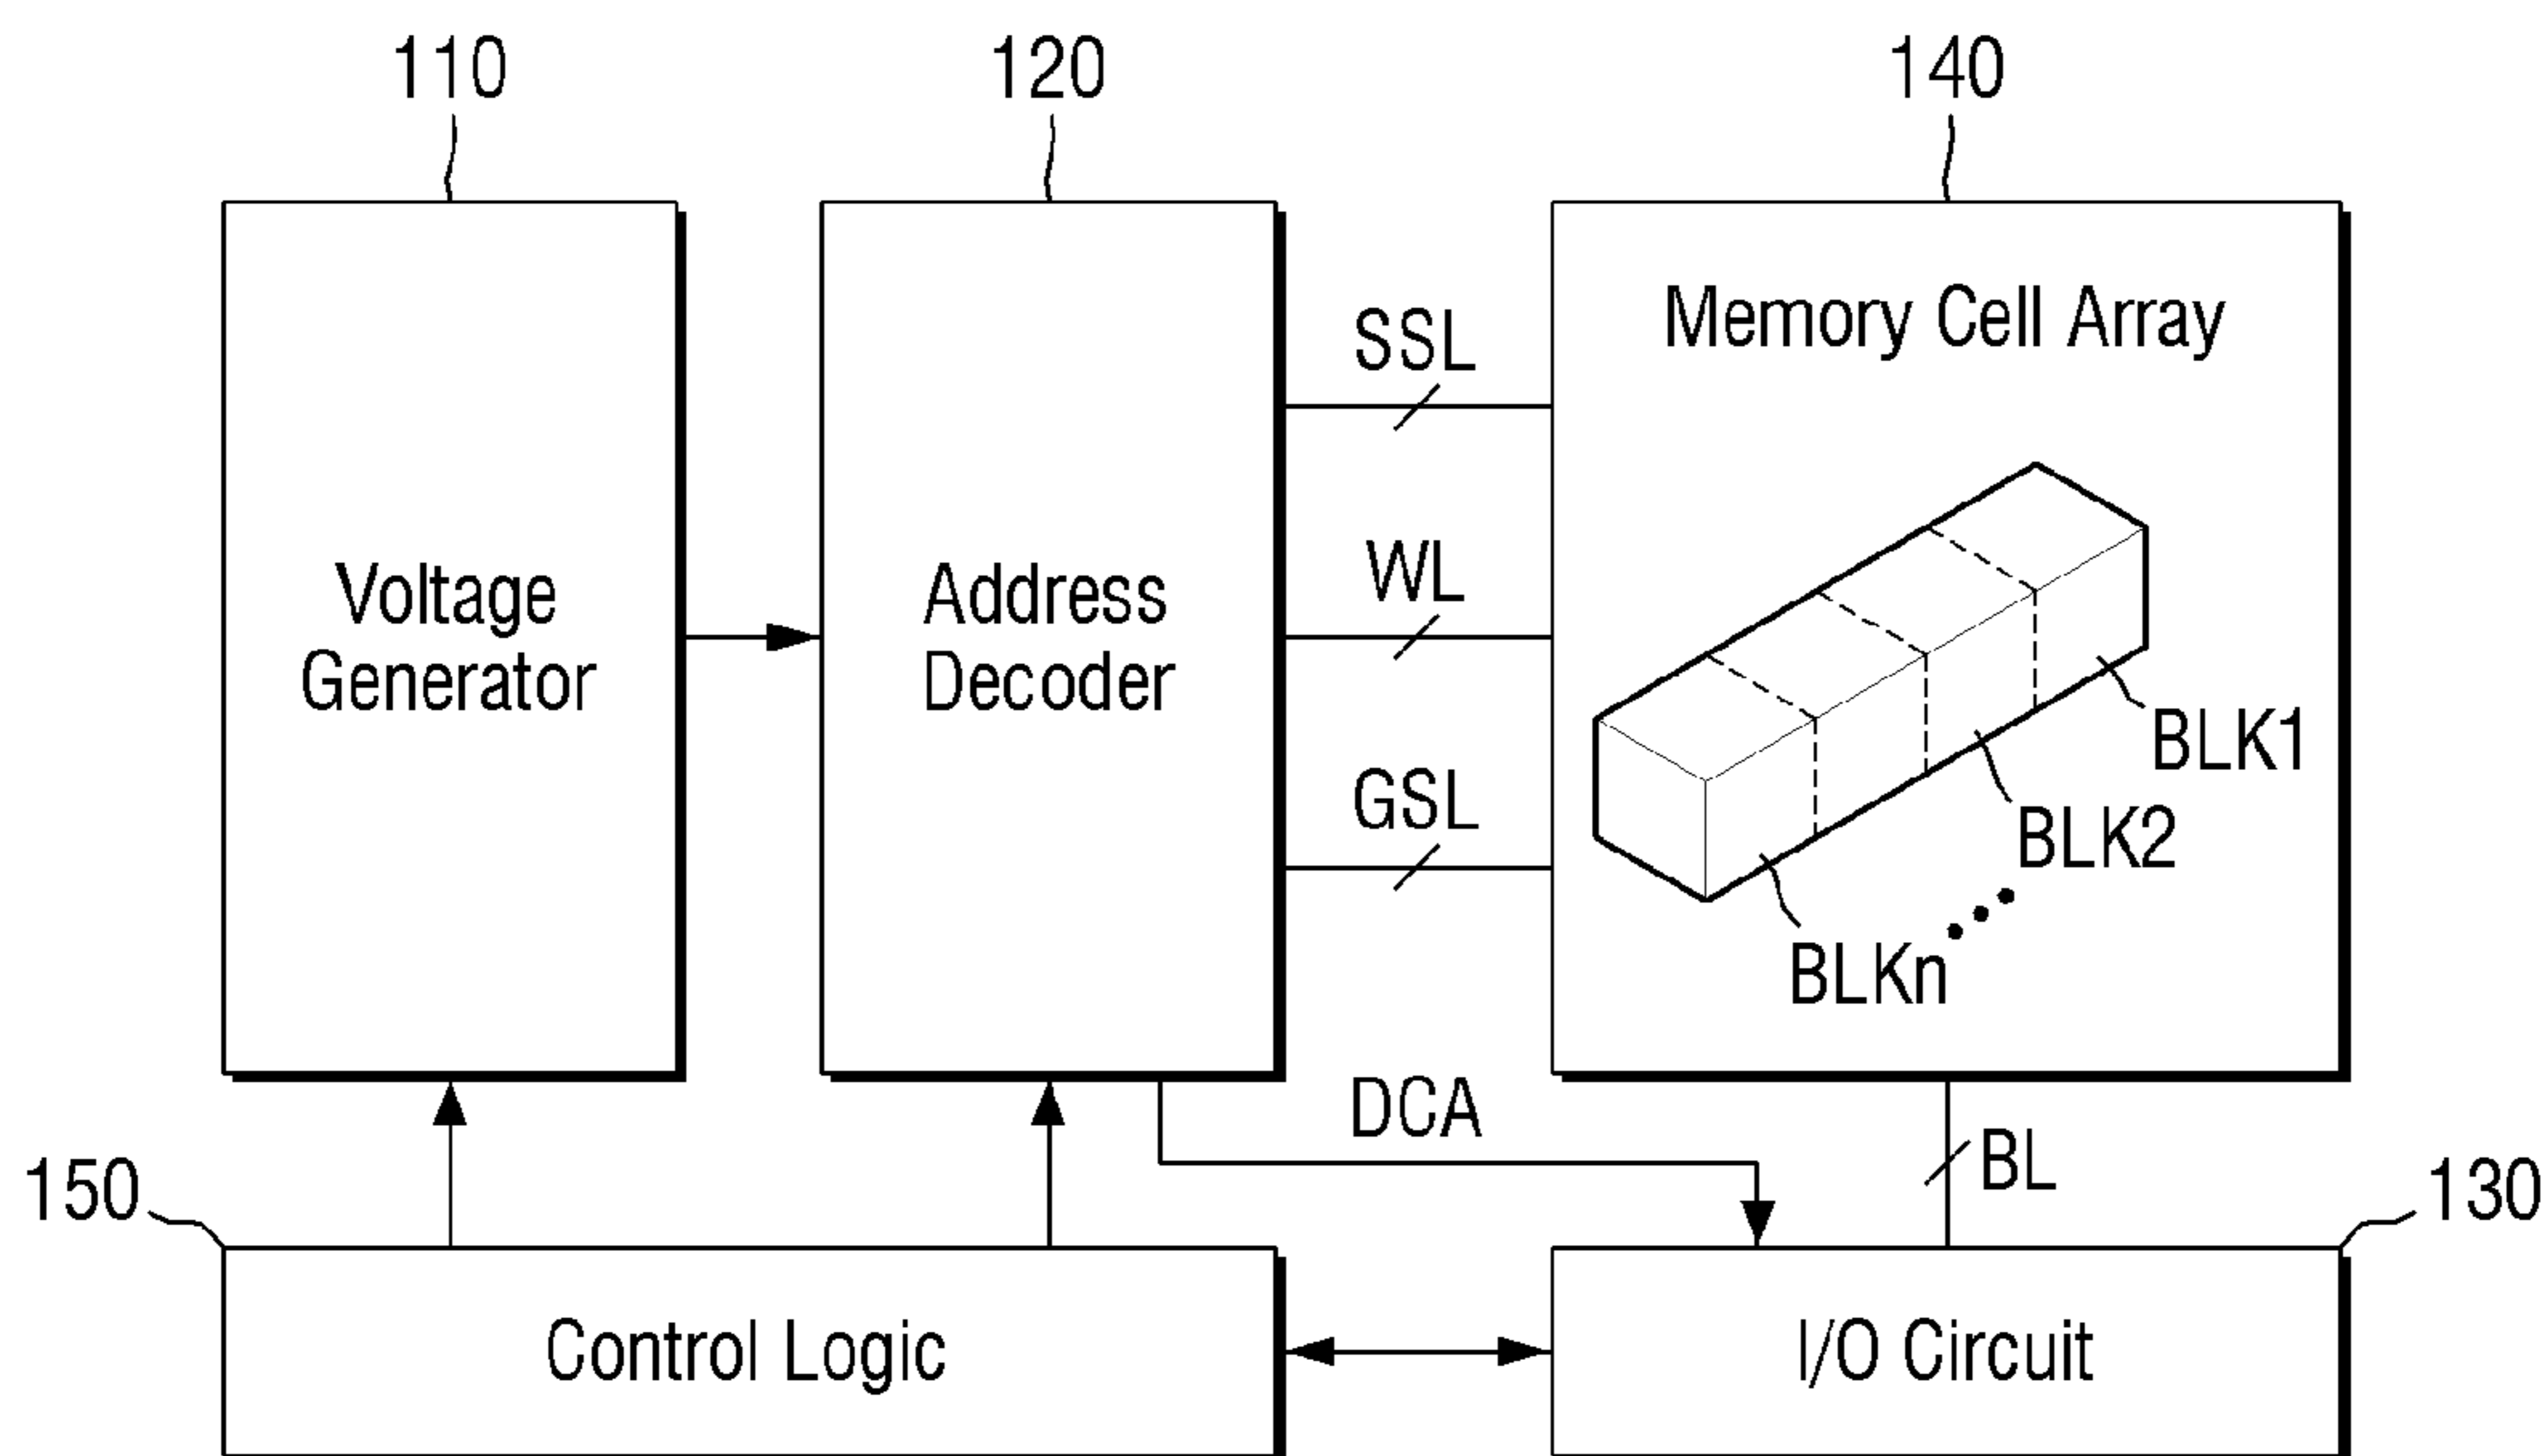 110
120
140
Voltage
Generator
Address
Decoder
SSL
WL
GSL
Memory Cell Array
BLK1
BLK2
BLKn
DCA
BL
150
130
Control Logic
I/O Circuit